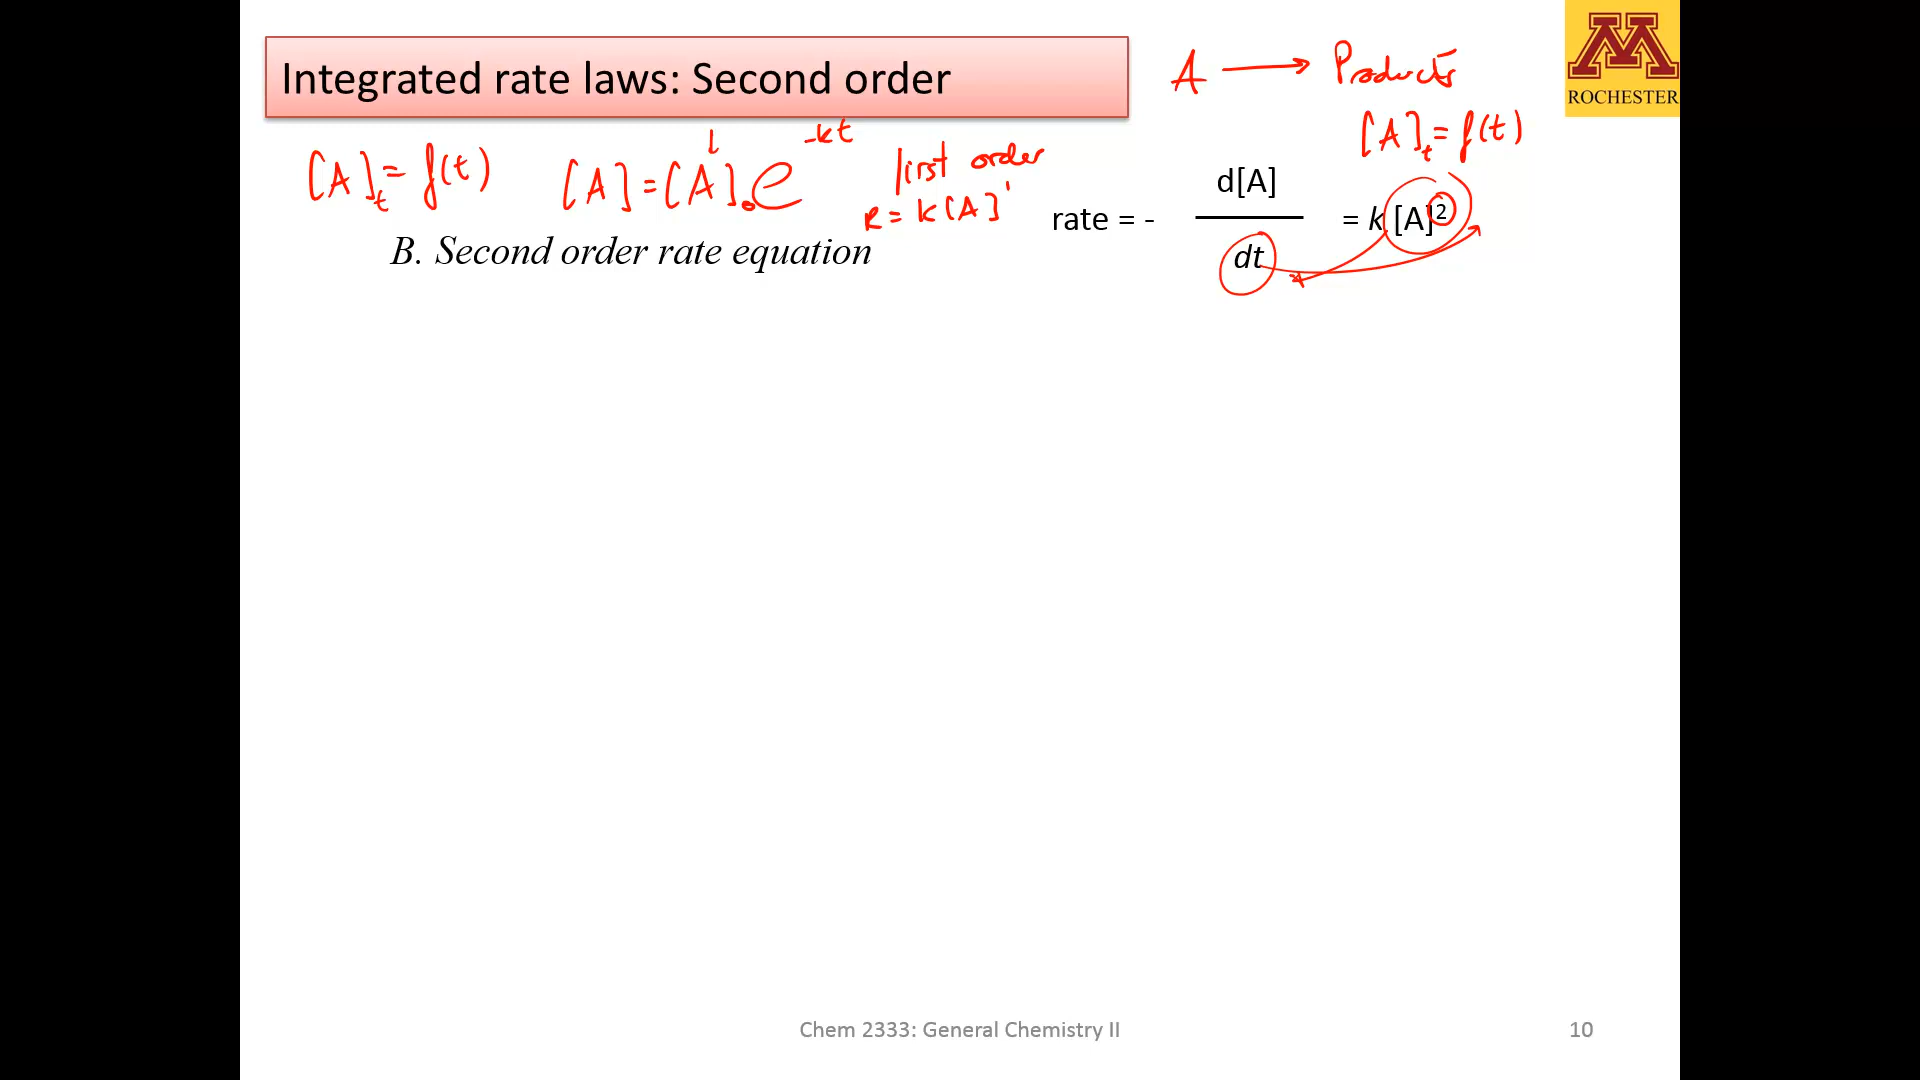 Integrated rate laws: Second order
A ⟶ Products
M
ROCHESTER
[A]t = f(t)
[A]t = f(t) [A] = [A]₀e^-kt
first order
R = k[A]¹
rate = - d[A]/dt = k [A]²
B. Second order rate equation
Chem 2333: General Chemistry II
10